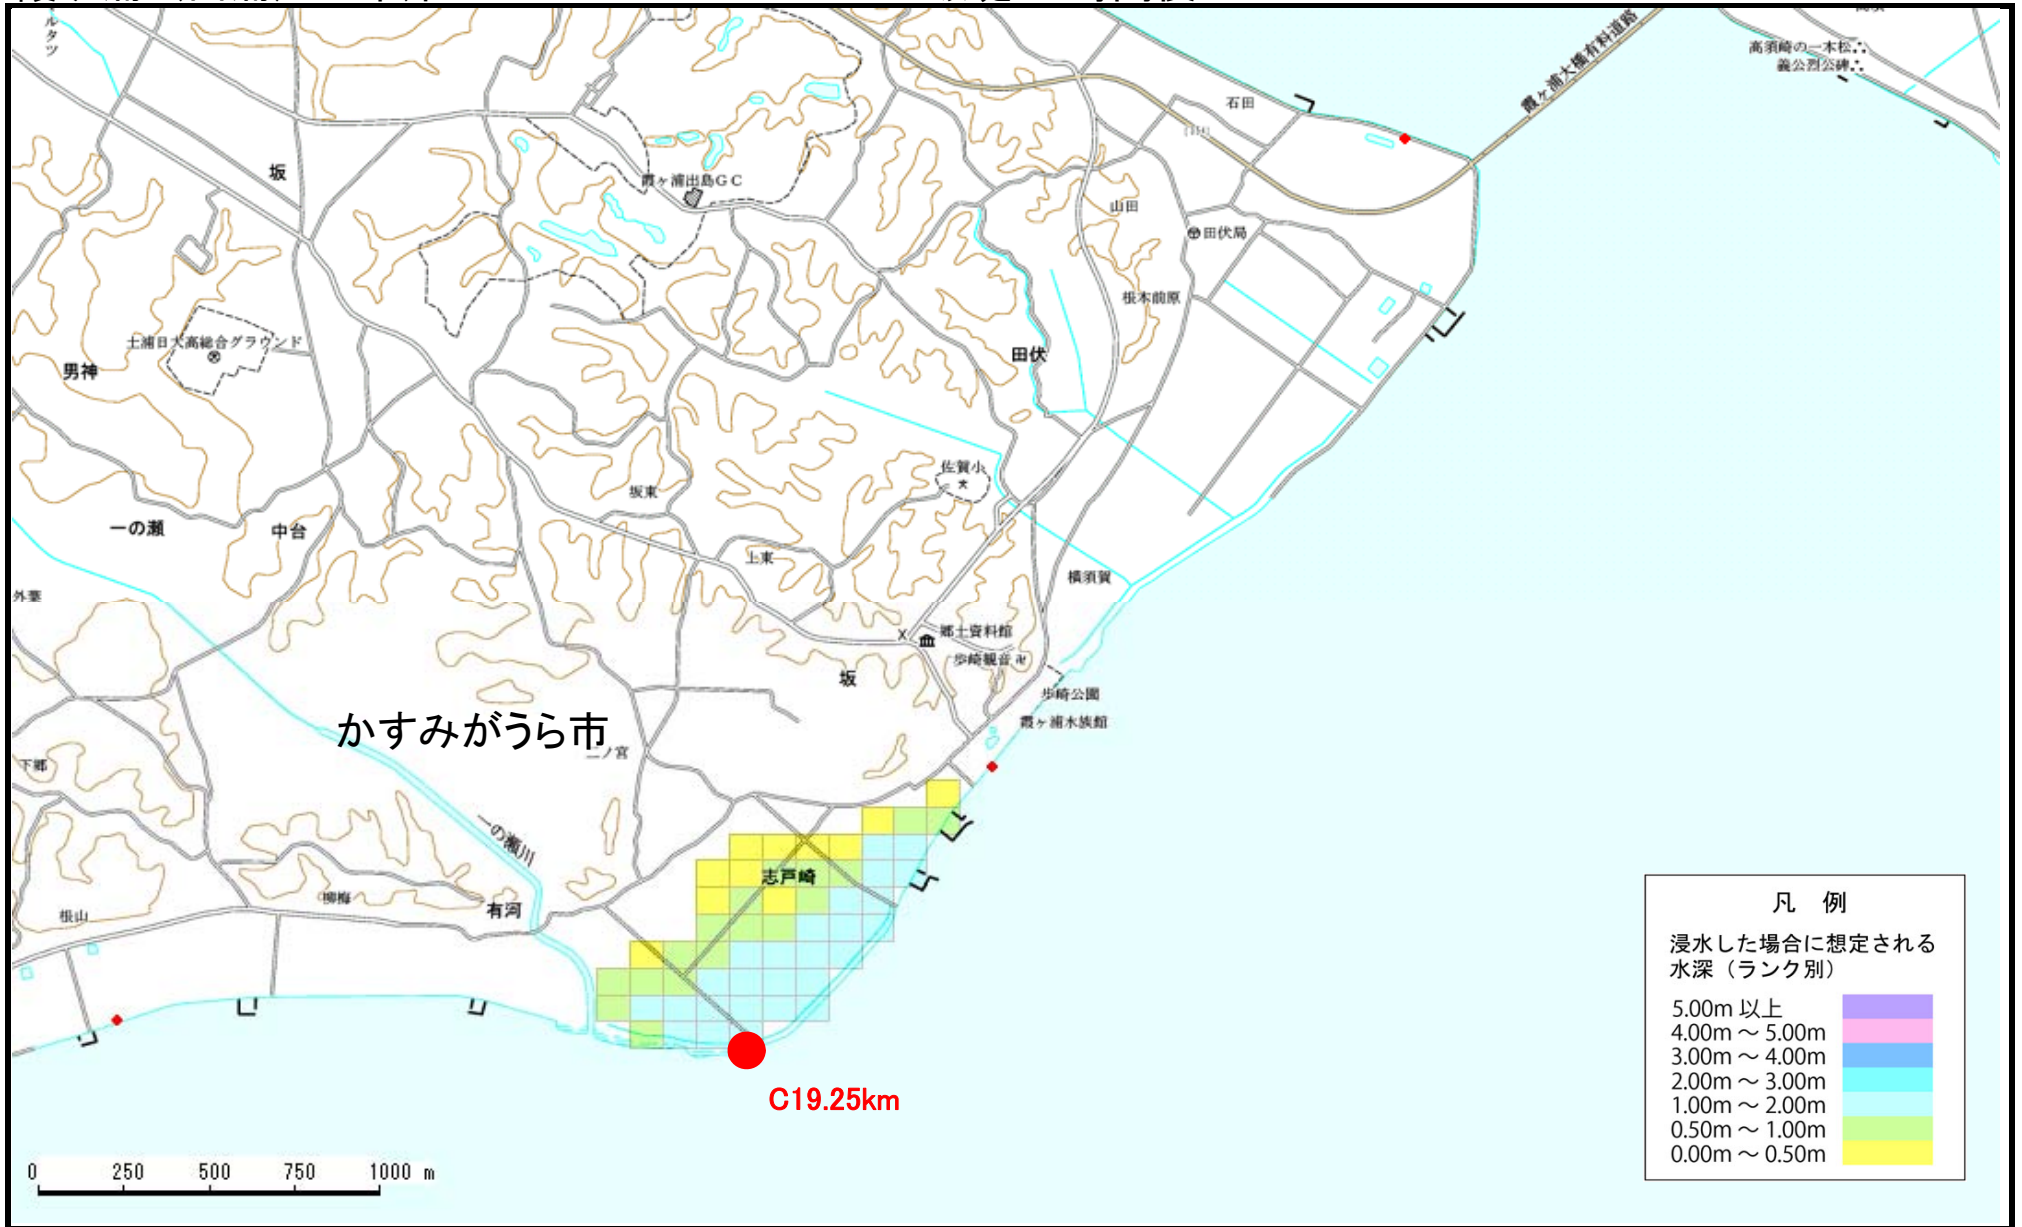 ルタツ
高須崎の一本松
義公烈公碑
霞ヶ浦大橋有料道路
石田
坂
霞ヶ浦出島GC
山田
田伏局
根木前原
土浦日大高総合グラウンド
男神
田伏
佐賀小
坂東
一の瀬
中台
上東
横須賀
外輩
郷土資料館
歩崎観音
坂
歩崎公園
霞ヶ浦水族館
かすみがうら市
二ノ宮
下郷
一の瀬川
志戸崎
柳梅
有河
根山
C19.25km
凡 例
浸水した場合に想定される
水深（ランク別）
5.00m 以上
4.00m ～ 5.00m
3.00m ～ 4.00m
2.00m ～ 3.00m
1.00m ～ 2.00m
0.50m ～ 1.00m
0.00m ～ 0.50m
0 250 500 750 1000 m